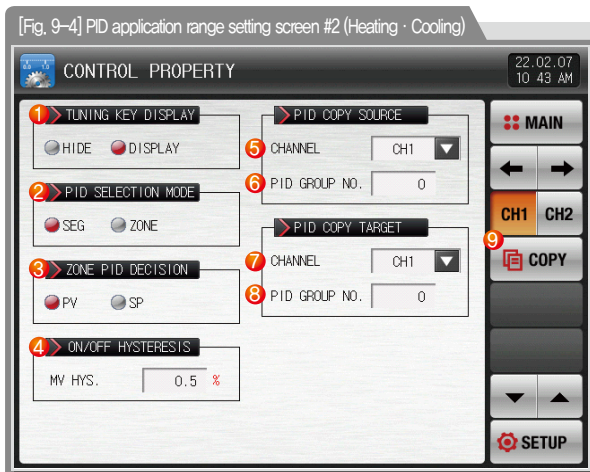 [Fig. 9-4] PID application range setting screen #2 (Heating · Cooling)
CONTROL PROPERTY
22.02.07
10 43 AM
1 TUNING KEY DISPLAY
HIDE DISPLAY
2 PID SELECTION MODE
SEG ZONE
3 ZONE PID DECISION
PV SP
4 ON/OFF HYSTERESIS
MV HYS. 0.5 %
PID COPY SOURCE
5 CHANNEL CH1
6 PID GROUP NO. 0
PID COPY TARGET
7 CHANNEL CH1
8 PID GROUP NO. 0
MAIN
CH1 CH2
9 COPY
SETUP